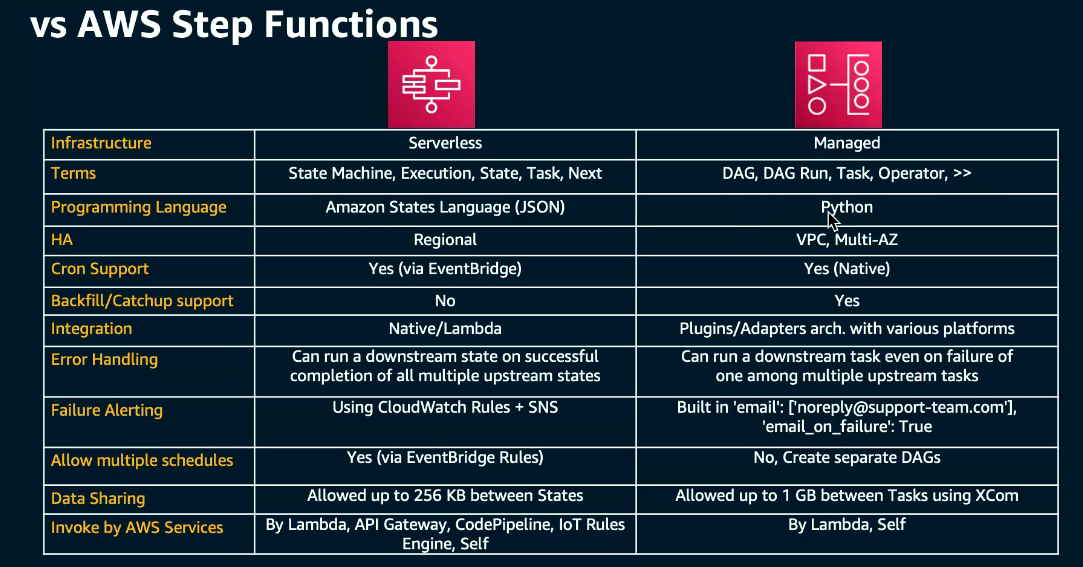 vs AWS Step Functions
Infrastructure Serverless Managed
Terms State Machine, Execution, State, Task, Next DAG, DAG Run, Task, Operator, >>
Programming Language Amazon States Language (JSON) Python
HA Regional VPC, Multi-AZ
Cron Support Yes (via EventBridge) Yes (Native)
Backfill/Catchup support No Yes
Integration Native/Lambda Plugins/Adapters arch. with various platforms
Error Handling Can run a downstream state on successful
completion of all multiple upstream states
Can run a downstream task even on failure of
one among multiple upstream tasks
Failure Alerting Using CloudWatch Rules + SNS Built in 'email': ['noreply@support-team.com'],
'email_on_failure': True
Allow multiple schedules Yes (via EventBridge Rules) No, Create separate DAGs
Data Sharing Allowed up to 256 KB between States Allowed up to 1 GB between Tasks using XCom
Invoke by AWS Services By Lambda, API Gateway, CodePipeline, IoT Rules
Engine, Self
By Lambda, Self